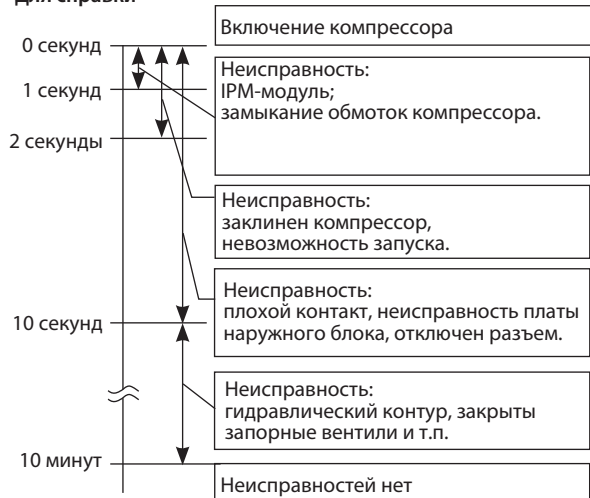 Для справки
Включение компрессора
0 секунд
Неисправность:
IPM-модуль;
замыкание обмоток компрессора.
1 секунд
2 секунды
Неисправность:
заклинен компрессор,
невозможность запуска.
Неисправность:
плохой контакт, неисправность платы
наружного блока, отключен разъем.
10 секунд
Неисправность:
гидравлический контур, закрыты
запорные вентили и т.п.
10 минут
Неисправностей нет